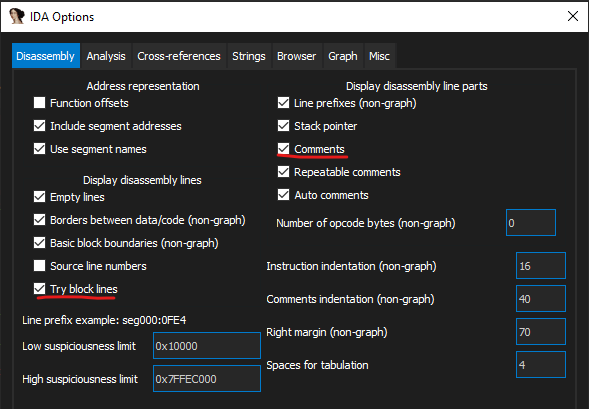 IDA Options
Disassembly Analysis Cross-references Strings Browser Graph Misc
Address representation
Function offsets
Include segment addresses
Use segment names
Display disassembly lines
Empty lines
Borders between data/code (non-graph)
Basic block boundaries (non-graph)
Source line numbers
Try block lines
Line prefix example: seg000:0FE4
Low suspiciousness limit 0x10000
High suspiciousness limit 0x7FFEC000
Display disassembly line parts
Line prefixes (non-graph)
Stack pointer
Comments
Repeatable comments
Auto comments
Number of opcode bytes (non-graph) 0
Instruction indentation (non-graph) 16
Comments indentation (non-graph) 40
Right margin (non-graph) 70
Spaces for tabulation 4